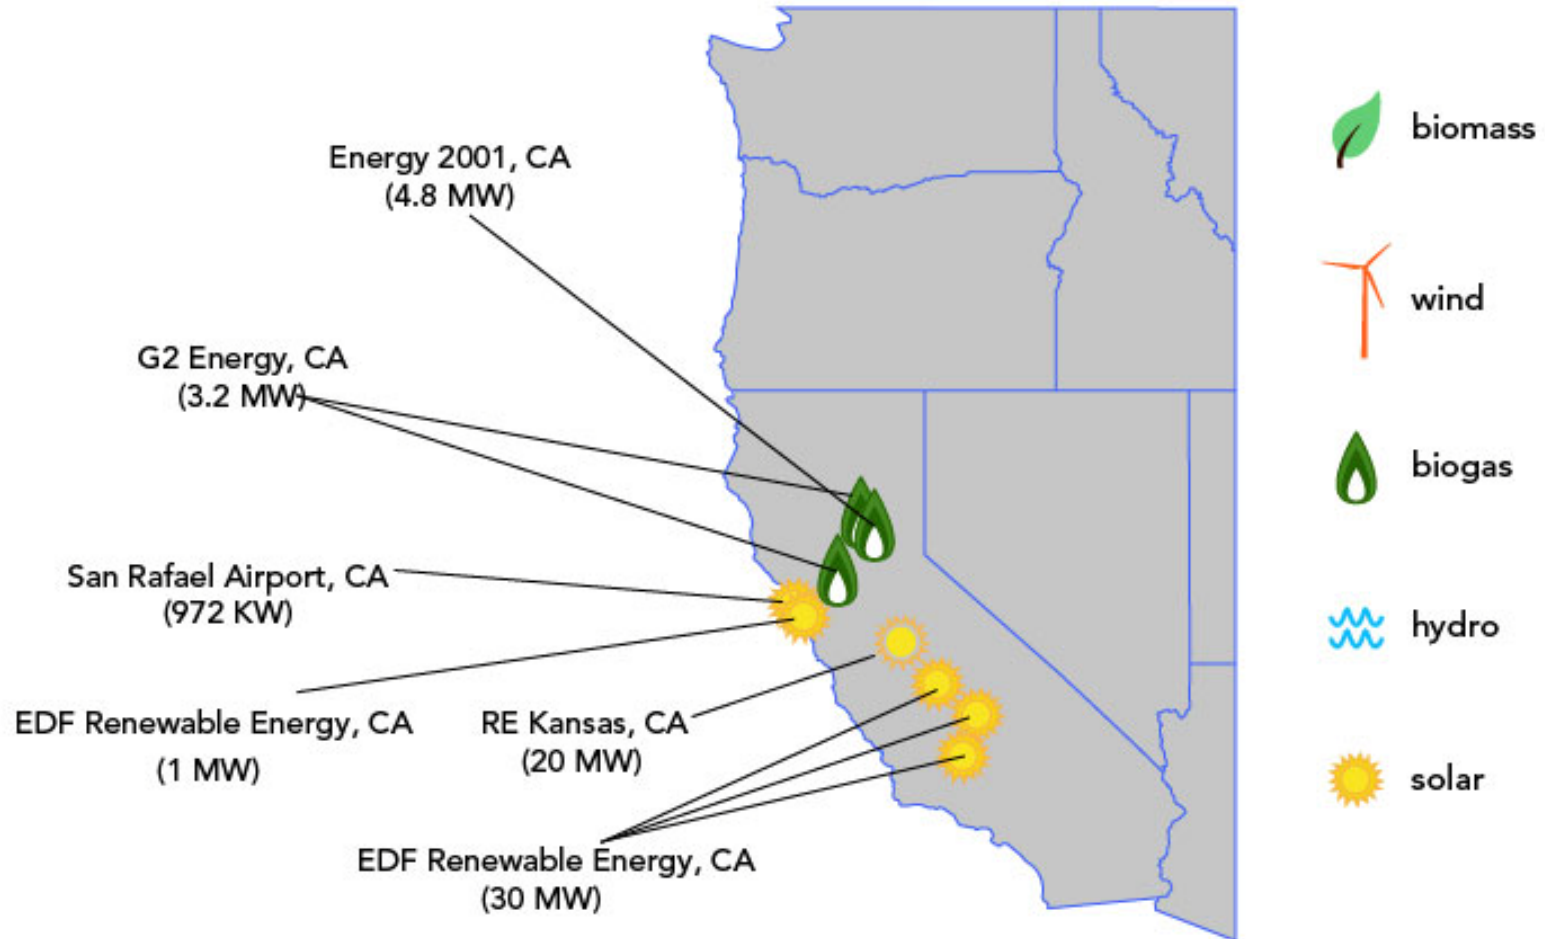 Energy 2001, CA
(4.8 MW)
G2 Energy, CA
(3.2 MW)
San Rafael Airport, CA
(972 KW)
EDF Renewable Energy, CA
(1 MW)
RE Kansas, CA
(20 MW)
EDF Renewable Energy, CA
(30 MW)
biomass
wind
biogas
hydro
solar